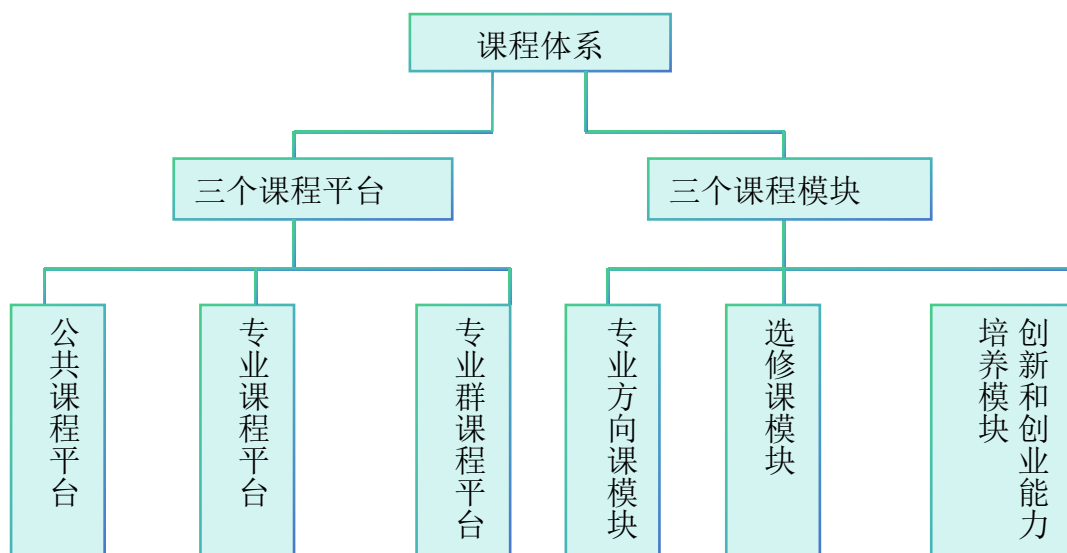 课程体系
三个课程平台
三个课程模块
公共课程平台
专业课程平台
专业群课程平台
专业方向课模块
选修课模块
创新和创业能力
培养模块